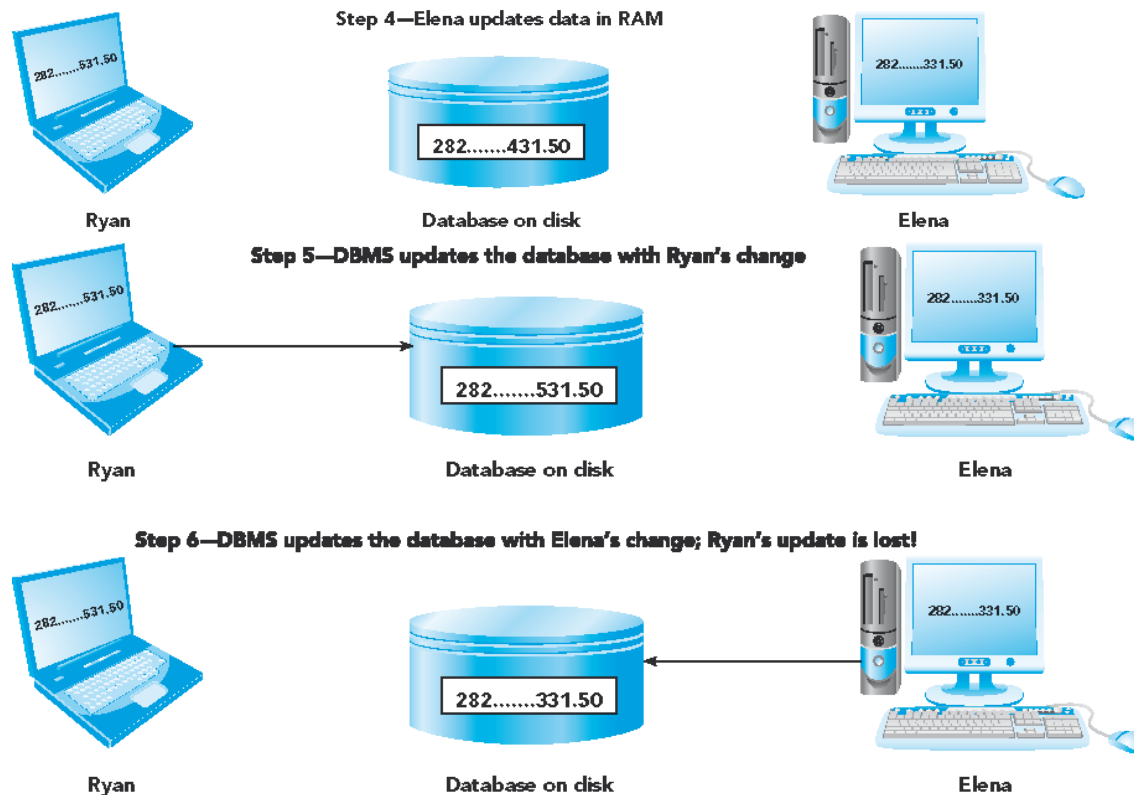 Step 4—Elena updates data in RAM
282.......531.50
282.......431.50
282.......331.50
Ryan
Database on disk
Elena
Step 5—DBMS updates the database with Ryan's change
282.......531.50
282.......531.50
282.......331.50
Ryan
Database on disk
Elena
Step 6—DBMS updates the database with Elena's change; Ryan's update is lost!
282.......531.50
282.......331.50
282.......331.50
Ryan
Database on disk
Elena